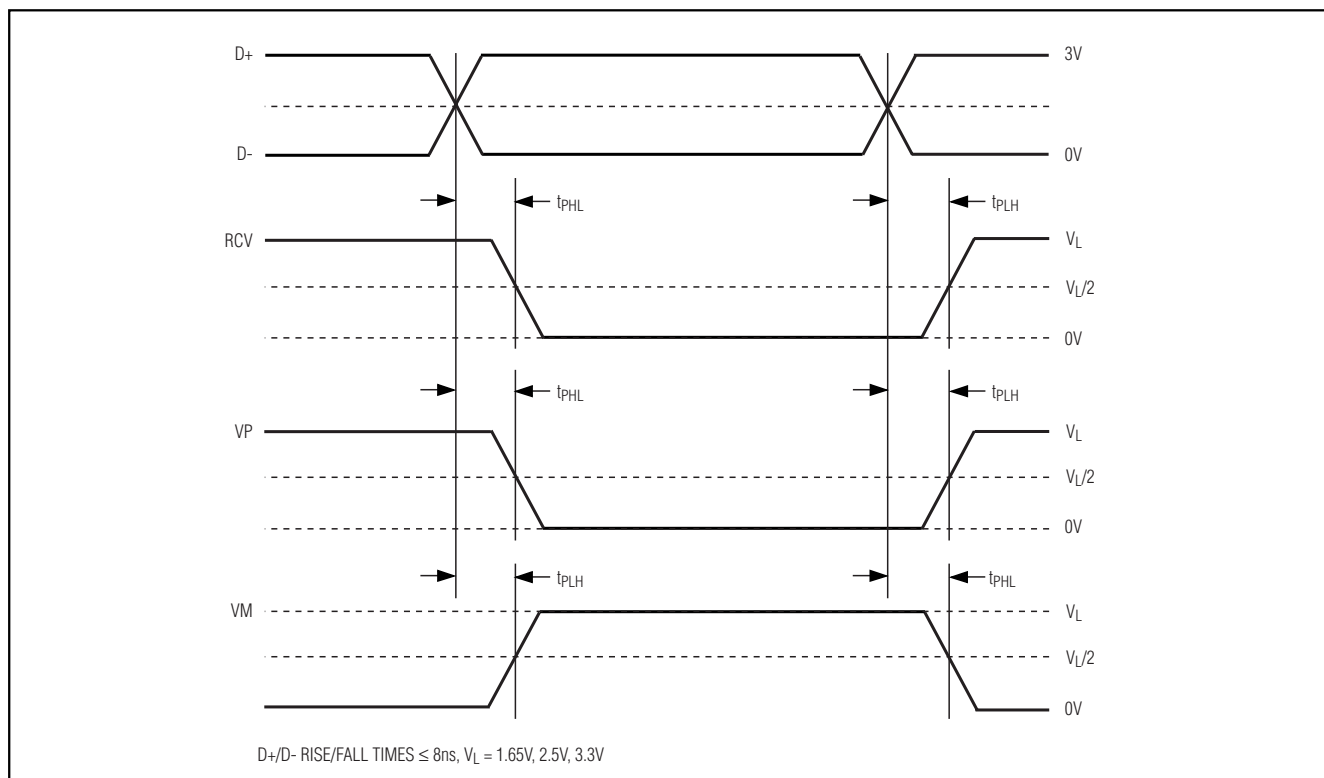 D+ 3V
D- 0V
tPHL tPLH
RCV VL
VL/2
0V
tPHL tPLH
VP VL
VL/2
0V
tPLH tPHL
VM VL
VL/2
0V
D+/D- RISE/FALL TIMES ≤ 8ns, VL = 1.65V, 2.5V, 3.3V